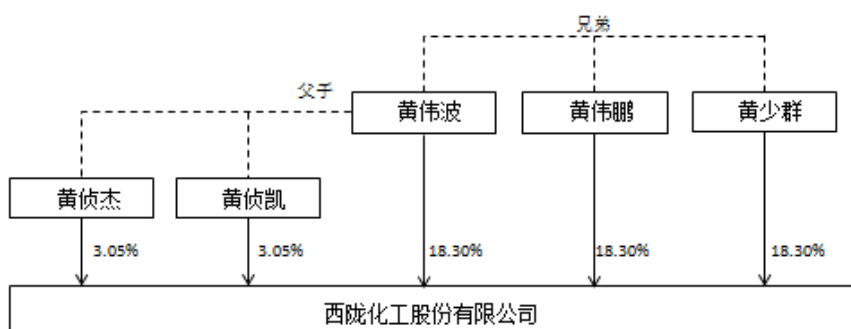 兄弟
父子
黄伟波
黄伟鹏
黄少群
黄侦杰
黄侦凯
3.05%
3.05%
18.30%
18.30%
18.30%
西陇化工股份有限公司